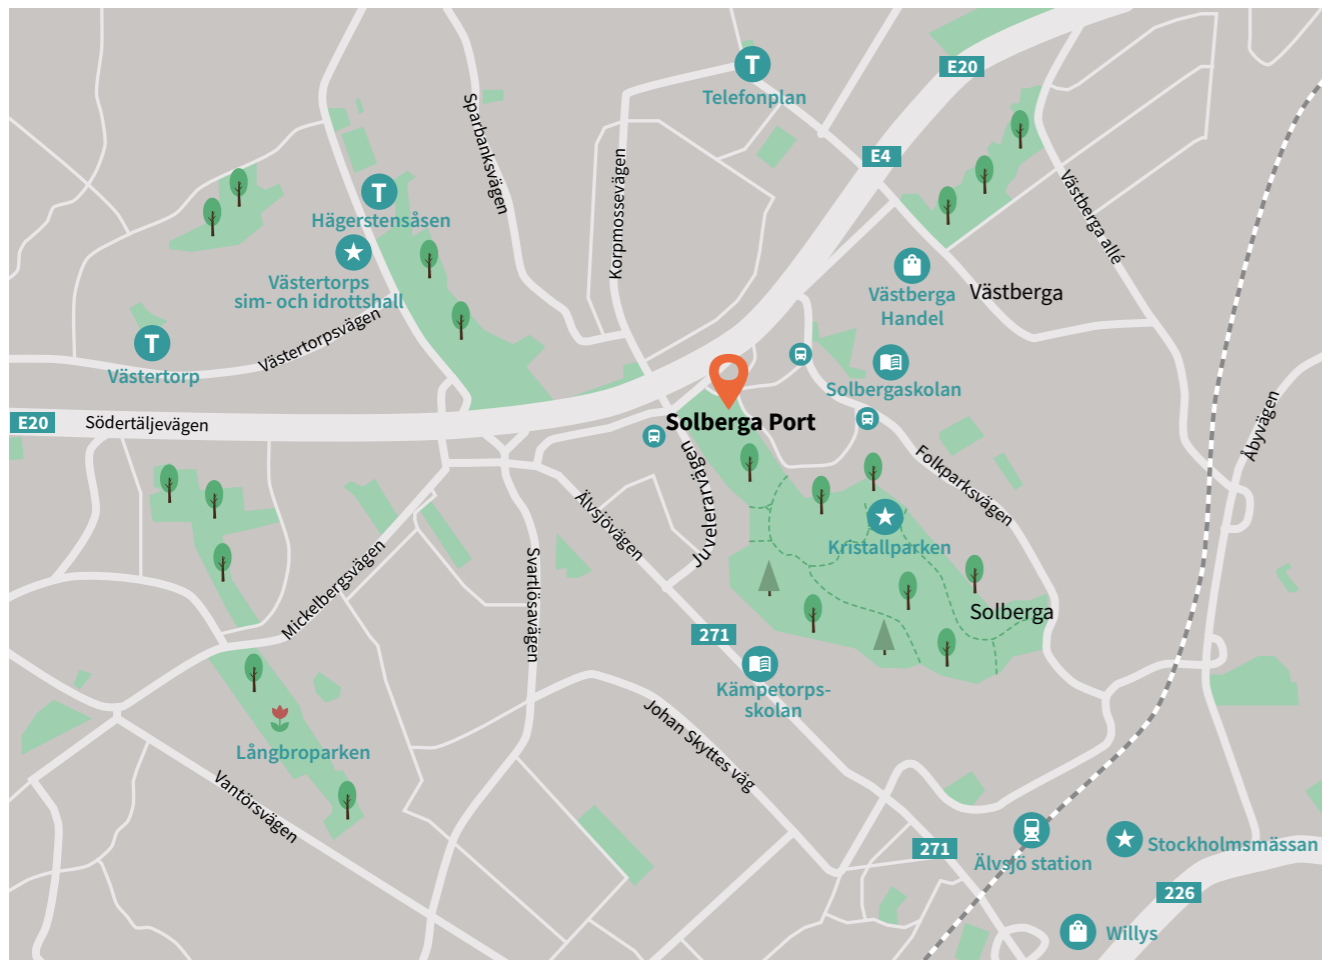 E20
T
Telefonplan
Sparbanksvägen
E4
Korpmossevägen
Västberga allé
T
Hägerstensåsen
Västertorps
sim- och idrottshall
Västberga
Handel
Västberga
Västertorpsvägen
T
Västertorp
Solbergaskolan
E20
Södertäljevägen
Solberga Port
Åbyvägen
Juvelerarvägen
Folkparksvägen
Älvsjövägen
Kristallparken
Svartlösavägen
Mickelbergsvägen
Solberga
271
Kämpetorps-
skolan
Johan Skyttes väg
Långbroparken
Vantörsvägen
271
Älvsjö station
Stockholmsmässan
226
Willys